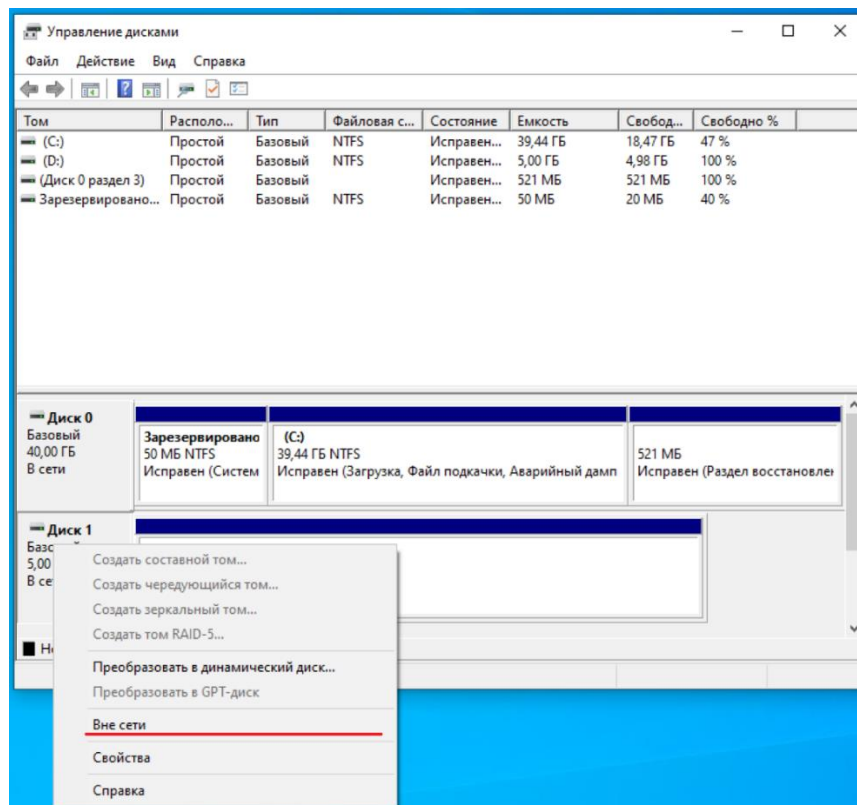 Управление дисками
Файл Действие Вид Справка
Том Располо... Тип Файловая с... Состояние Емкость Свобод... Свободно %
(C:) Простой Базовый NTFS Исправен... 39,44 ГБ 18,47 ГБ 47 %
(D:) Простой Базовый NTFS Исправен... 5,00 ГБ 4,98 ГБ 100 %
(Диск 0 раздел 3) Простой Базовый Исправен... 521 МБ 521 МБ 100 %
Зарезервировано... Простой Базовый NTFS Исправен... 50 МБ 20 МБ 40 %
Диск 0
Базовый
40,00 ГБ
В сети
Зарезервировано
50 МБ NTFS
Исправен (Систем
(C:)
39,44 ГБ NTFS
Исправен (Загрузка, Файл подкачки, Аварийный дамп
521 МБ
Исправен (Раздел восстановлен
Диск 1
5,00
Создать составной том...
Создать чередующийся том...
Создать зеркальный том...
Создать том RAID-5...
Преобразовать в динамический диск...
Преобразовать в GPT-диск
Вне сети
Свойства
Справка